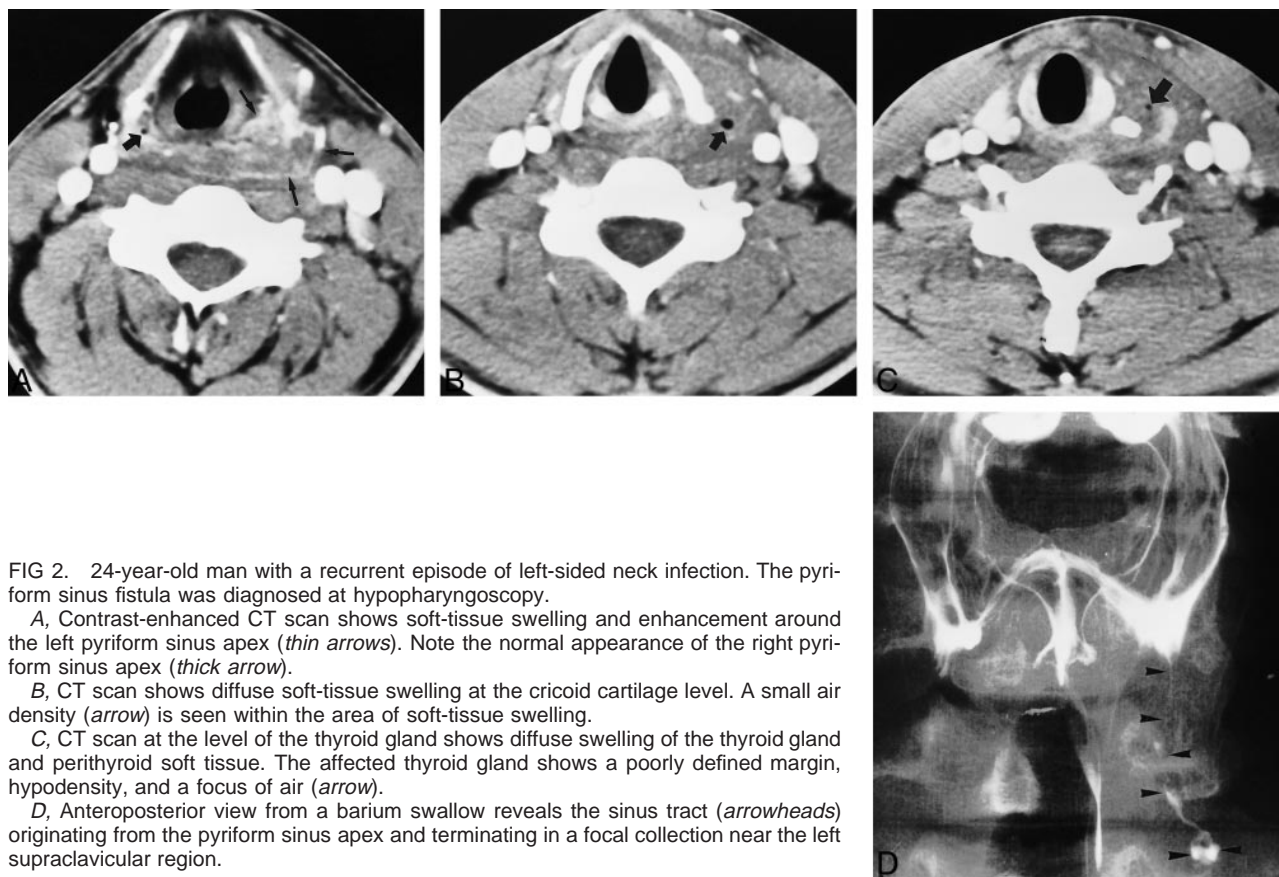 A
B
C
D
FIG 2. 24-year-old man with a recurrent episode of left-sided neck infection. The pyri-
form sinus fistula was diagnosed at hypopharyngoscopy.
A, Contrast-enhanced CT scan shows soft-tissue swelling and enhancement around
the left pyriform sinus apex (thin arrows). Note the normal appearance of the right pyri-
form sinus apex (thick arrow).
B, CT scan shows diffuse soft-tissue swelling at the cricoid cartilage level. A small air
density (arrow) is seen within the area of soft-tissue swelling.
C, CT scan at the level of the thyroid gland shows diffuse swelling of the thyroid gland
and perithyroid soft tissue. The affected thyroid gland shows a poorly defined margin,
hypodensity, and a focus of air (arrow).
D, Anteroposterior view from a barium swallow reveals the sinus tract (arrowheads)
originating from the pyriform sinus apex and terminating in a focal collection near the left
supraclavicular region.